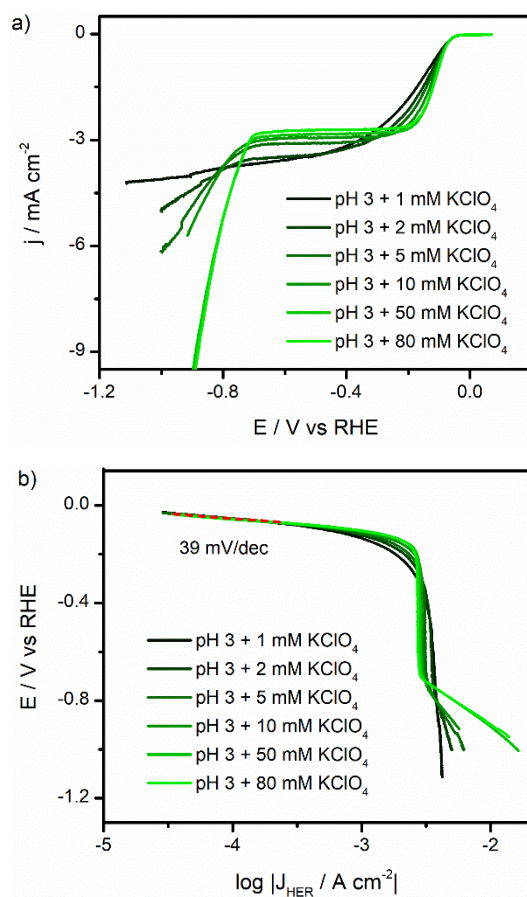 a)
0
-3
-6
-9
j / mA cm⁻²
pH 3 + 1 mM KClO₄
pH 3 + 2 mM KClO₄
pH 3 + 5 mM KClO₄
pH 3 + 10 mM KClO₄
pH 3 + 50 mM KClO₄
pH 3 + 80 mM KClO₄
-1.2 -0.8 -0.4 0.0
E / V vs RHE
b)
0.0
-0.4
-0.8
-1.2
E / V vs RHE
39 mV/dec
pH 3 + 1 mM KClO₄
pH 3 + 2 mM KClO₄
pH 3 + 5 mM KClO₄
pH 3 + 10 mM KClO₄
pH 3 + 50 mM KClO₄
pH 3 + 80 mM KClO₄
-5 -4 -3 -2
log |J_HER / A cm⁻²|